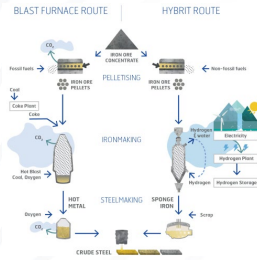 BLAST FURNACE ROUTE
HYBRIT ROUTE
CO₂
IRON ORE
CONCENTRATE
Fossil fuels
Non-fossil fuels
PELLETISING
IRON ORE
PELLETS
IRON ORE
PELLETS
Coal
Coke Plant
Coke
CO₂
IRONMAKING
Hydrogen
& water
Electricity
Hydrogen Plant
Hot Blast
Coal, Oxygen
Hydrogen
Hydrogen Storage
HOT
METAL
STEELMAKING
SPONGE
IRON
Oxygen
Scrap
CO₂
CRUDE STEEL